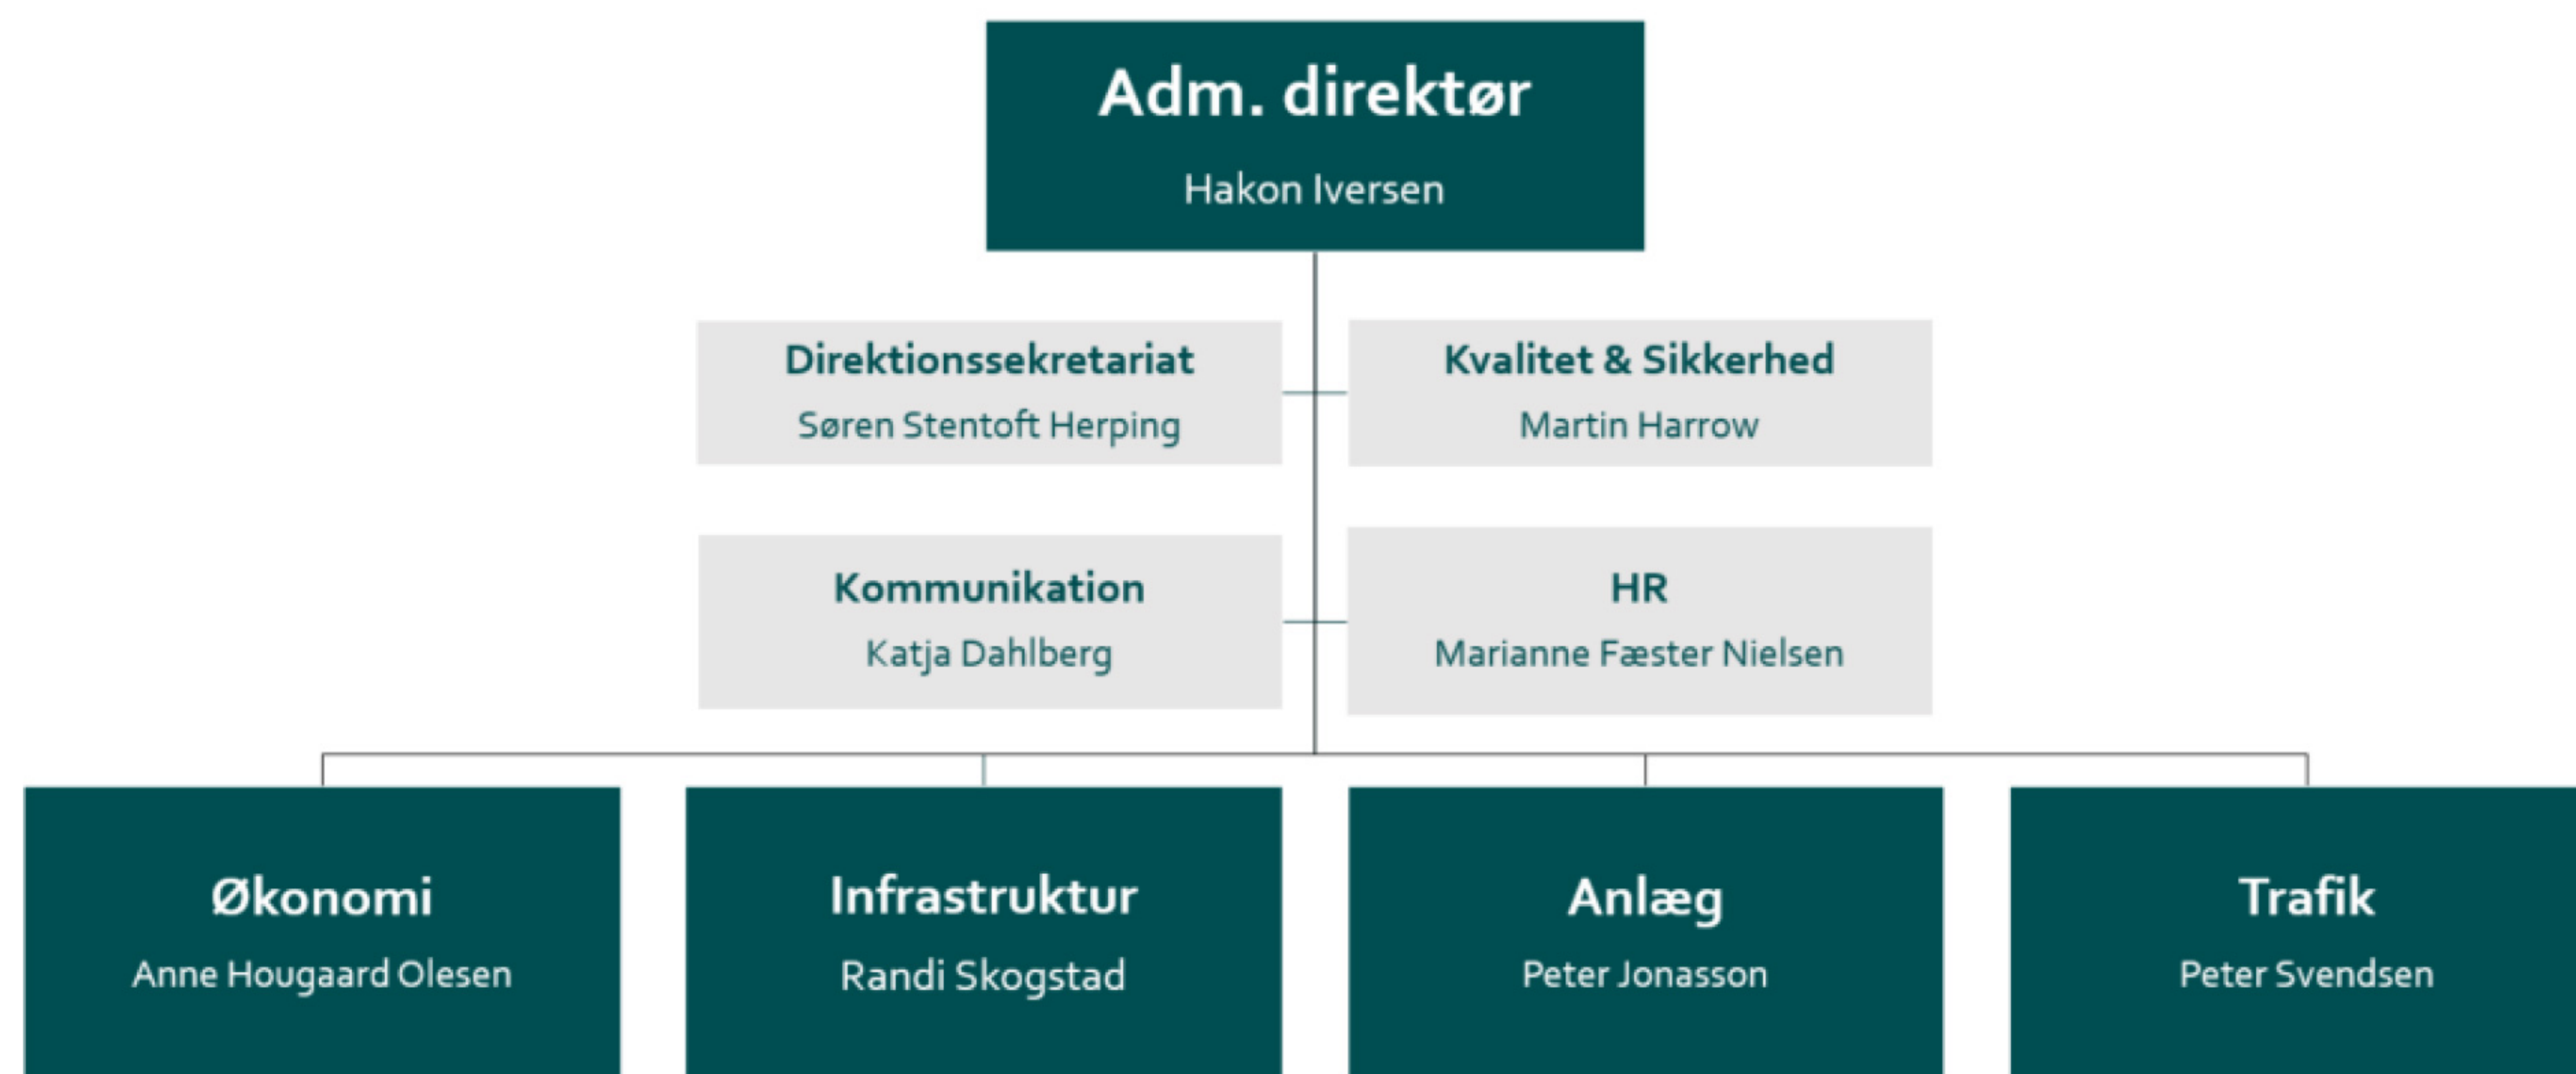 Adm. direktør
Hakon Iversen
Direktionssekretariat
Søren Stentoft Herping
Kvalitet & Sikkerhed
Martin Harrow
Kommunikation
Katja Dahlberg
HR
Marianne Fæster Nielsen
Økonomi
Anne Hougaard Olesen
Infrastruktur
Randi Skogstad
Anlæg
Peter Jonasson
Trafik
Peter Svendsen